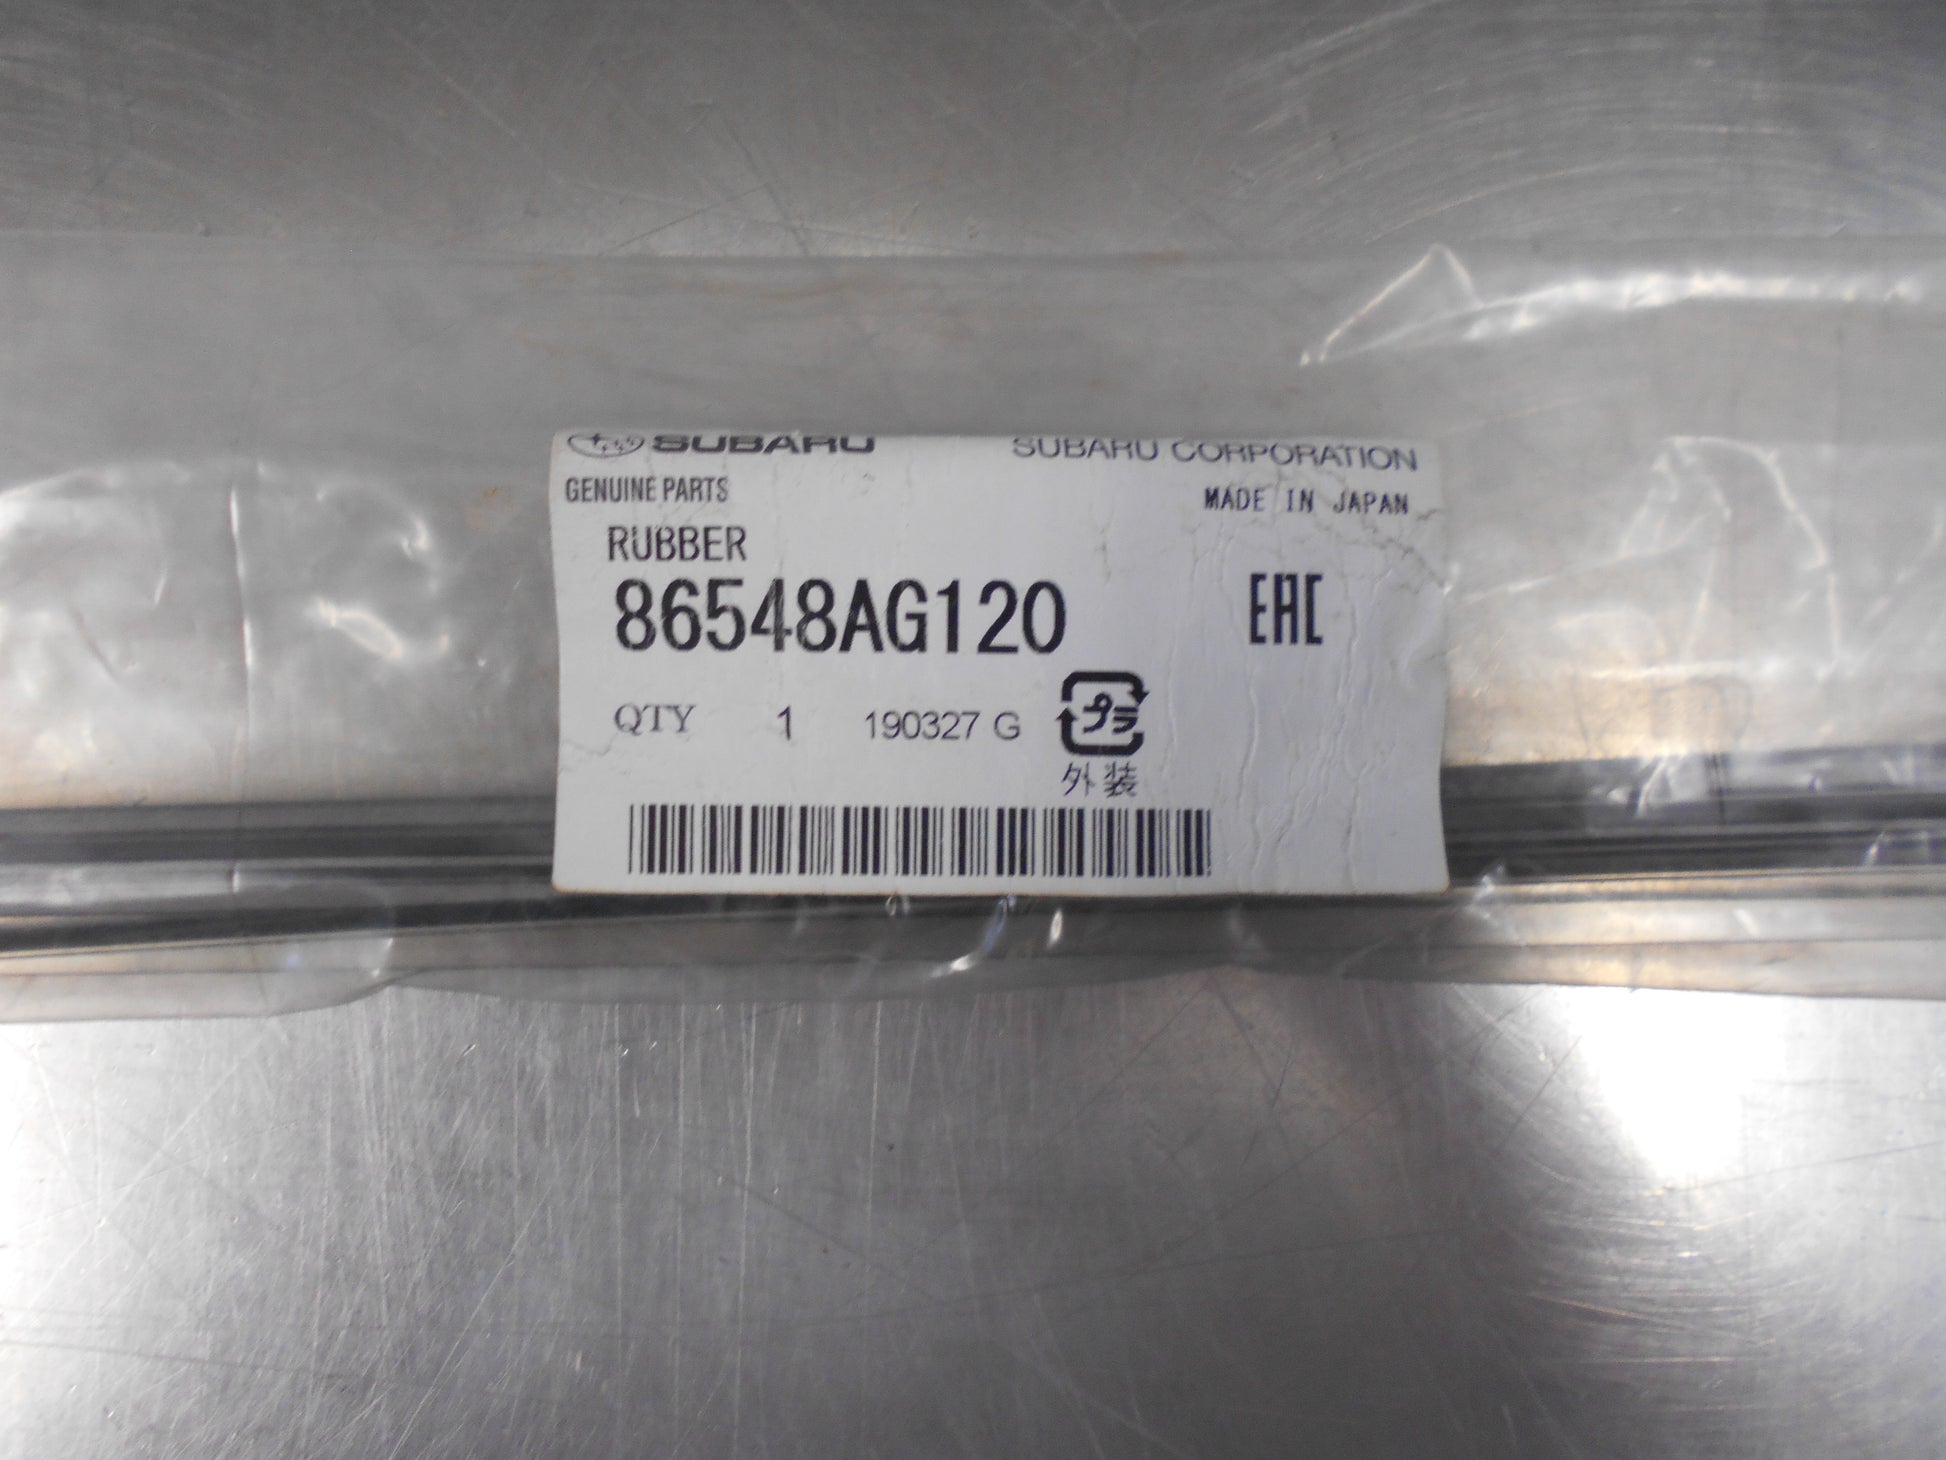 SUBARU SUBARU CORPORATION
GENUINE PARTS MADE IN JAPAN
RUBBER
86548AG120 EAC
QTY 1 190327 G プラ
外装